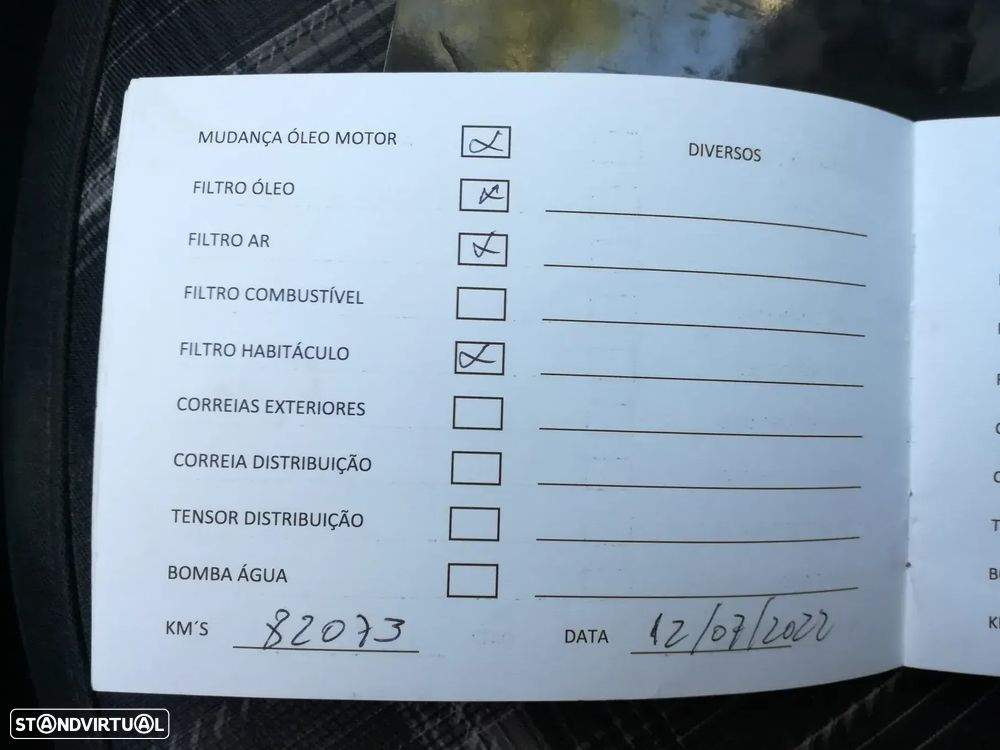 MUDANÇA ÓLEO MOTOR
DIVERSOS
FILTRO ÓLEO
FILTRO AR
FILTRO COMBUSTÍVEL
FILTRO HABITÁCULO
CORREIAS EXTERIORES
CORREIA DISTRIBUIÇÃO
TENSOR DISTRIBUIÇÃO
BOMBA ÁGUA
KM´S 82073 DATA 12/07/2022
STANDVIRTUAL